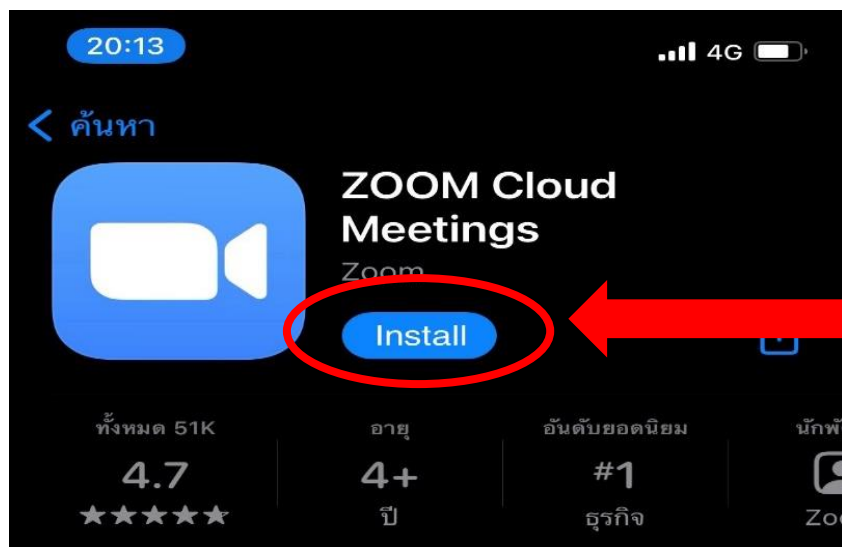 20:13
4G
ค้นหา
ZOOM Cloud
Meetings
Zoom
Install
ทั้งหมด 51K
อายุ
อันดับยอดนิยม
4.7
4+
#1
ปี
ธุรกิจ